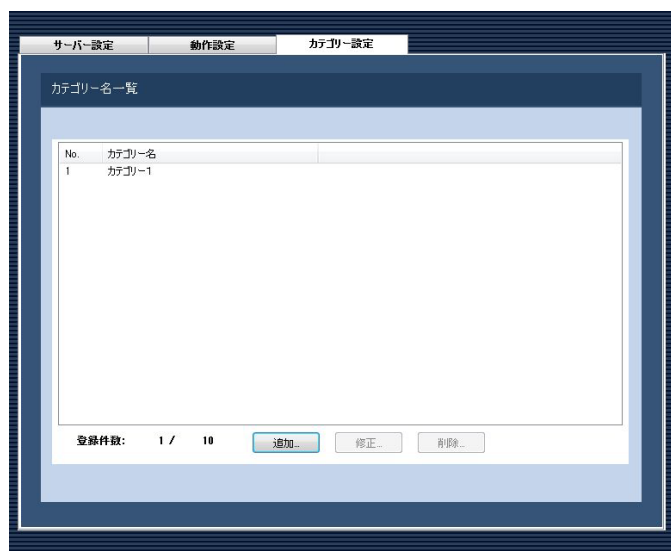 サーバー設定 動作設定 カテゴリー設定
カテゴリー名一覧
No. カテゴリー名
1 カテゴリー1
登録件数: 1 / 10 追加... 修正... 削除...